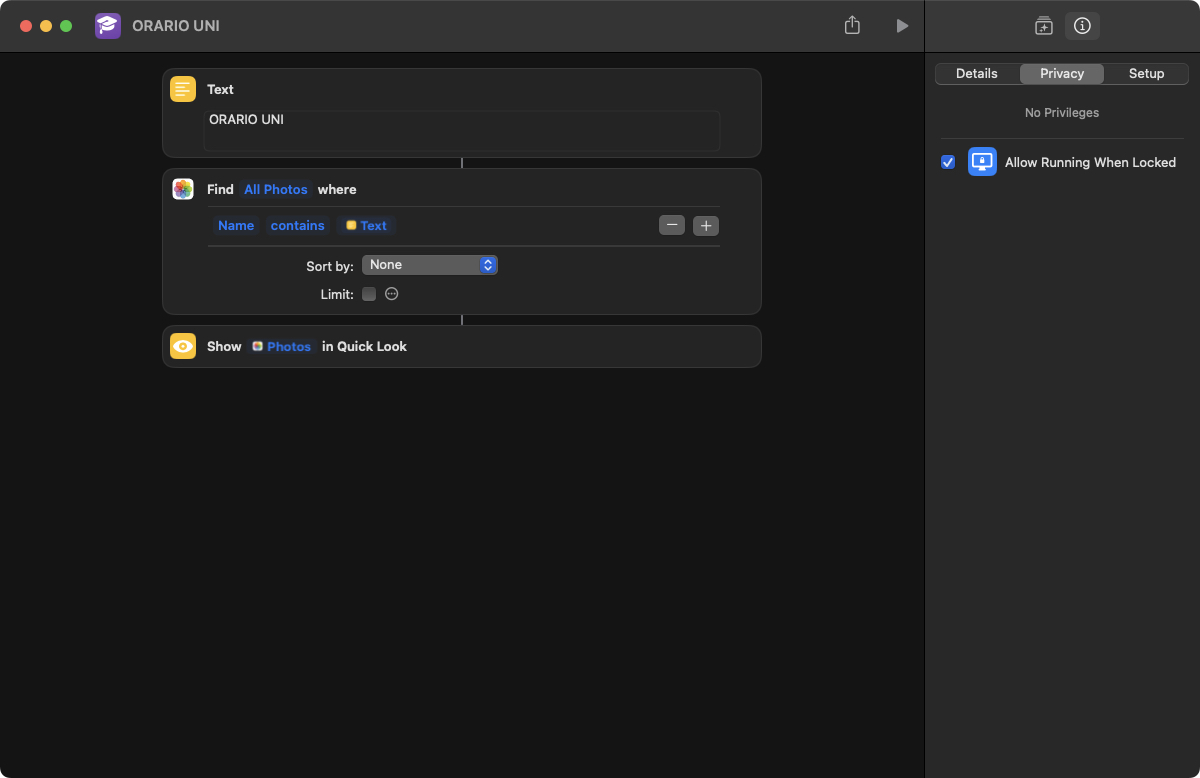 ORARIO UNI
Details Privacy Setup
No Privileges
Allow Running When Locked
Text
ORARIO UNI
Find All Photos where
Name contains Text
Sort by: None
Limit:
Show Photos in Quick Look